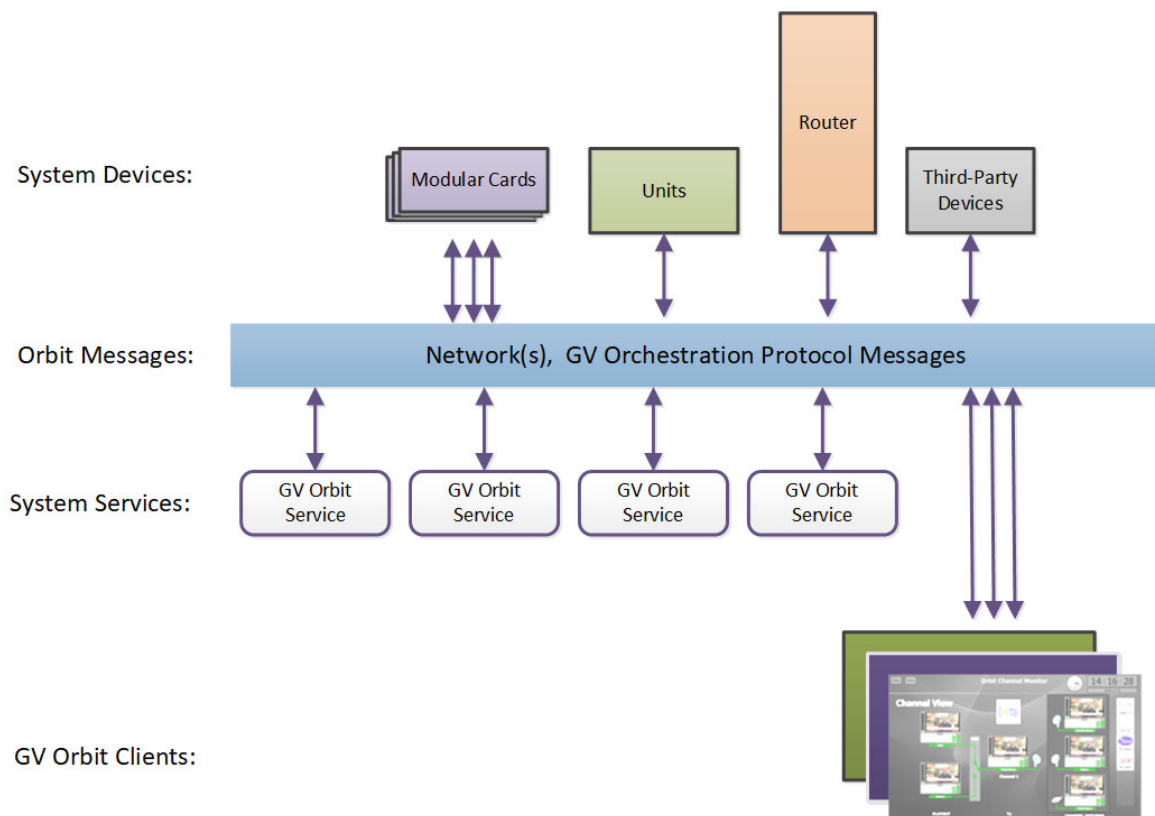 Router
System Devices:
Modular Cards
Units
Third-Party
Devices
Orbit Messages:
Network(s), GV Orchestration Protocol Messages
System Services:
GV Orbit
Service
GV Orbit
Service
GV Orbit
Service
GV Orbit
Service
Orbit Channel Monitor
14:16:28
Channel View
Channel 1
GV Orbit Clients: